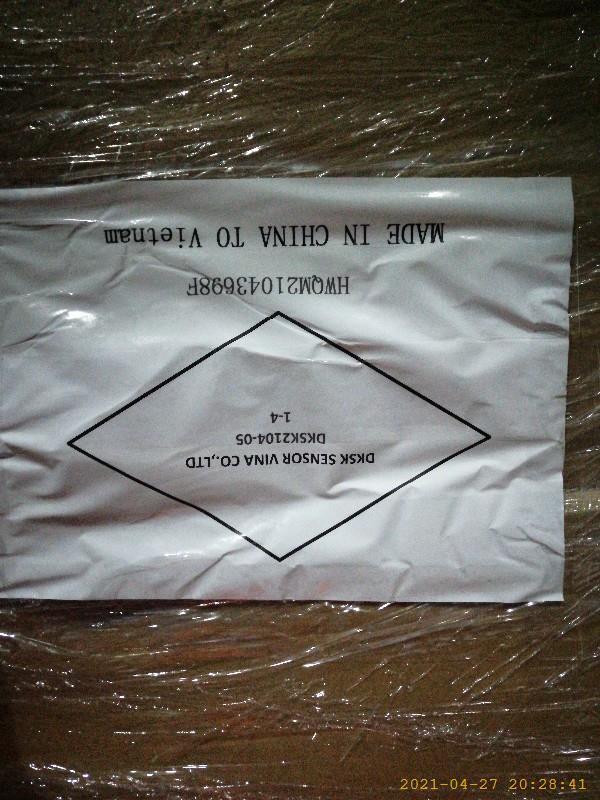 DKSK SENSOR VINA CO.,LTD
DKSK2104-05
1-4
HWQM21043698F
MADE IN CHINA TO Vietnam
2021-04-27 20:28:41